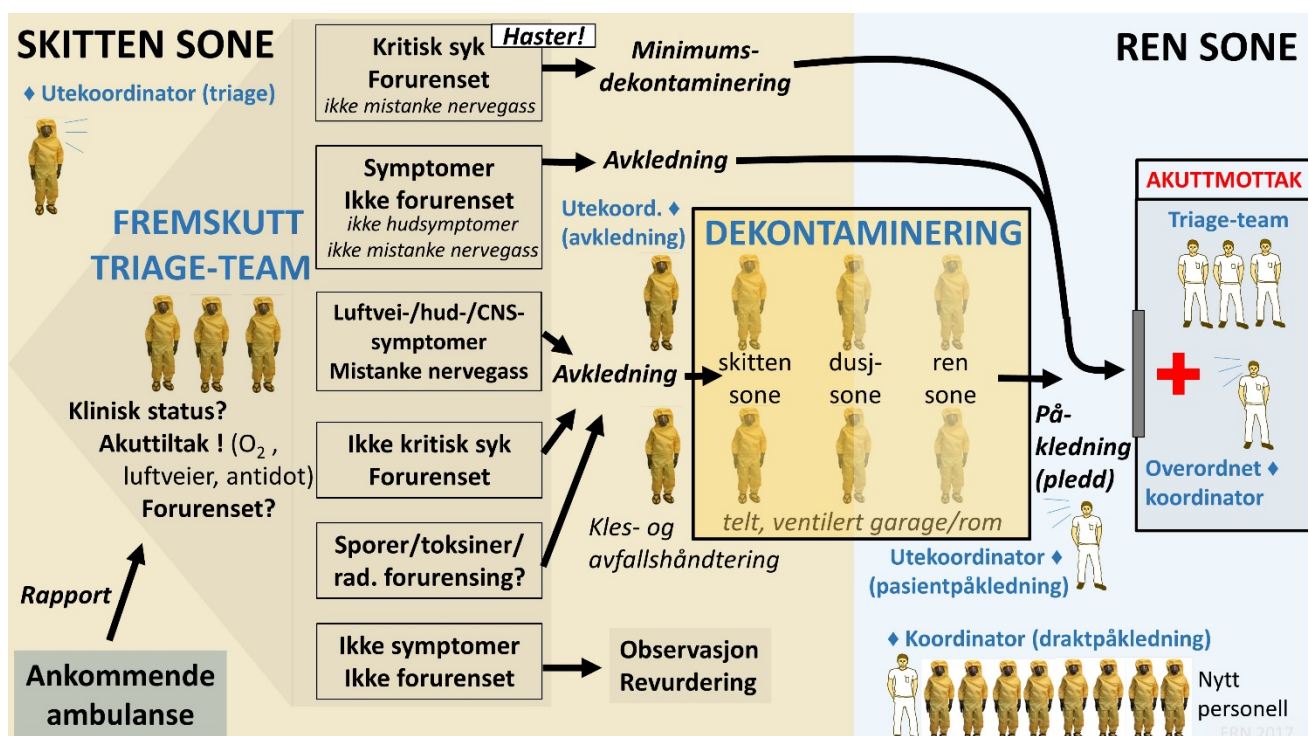 SKITTEN SONE
♦ Utekoordinator (triage)
FREMSKUTT
TRIAGE-TEAM
Klinisk status?
Akuttiltak ! (O₂ ,
luftveier, antidot)
Forurenset?
Rapport
Ankommende
ambulanse
Haster!
Kritisk syk
Forurenset
ikke mistanke nervegass
Minimums-
dekontaminering
Symptomer
Ikke forurenset
ikke hudsymptomer
ikke mistanke nervegass
Avkledning
Luftvei-/hud-/CNS-
symptomer
Mistanke nervegass
Avkledning
Ikke kritisk syk
Forurenset
Sporer/toksiner/
rad. forurensing?
Ikke symptomer
Ikke forurenset
Observasjon
Revurdering
Utekoord. ♦
(avkledning)
Kles- og
avfallshåndtering
DEKONTAMINERING
skitten
sone
dusj-
sone
ren
sone
telt, ventilert garage/rom
REN SONE
På-
kledning
(pledd)
Utekoordinator ♦
(pasientpåkledning)
AKUTTMOTTAK
Triage-team
Overordnet ♦
koordinator
♦ Koordinator (draktpåkledning)
Nytt
personell
FRN 2017